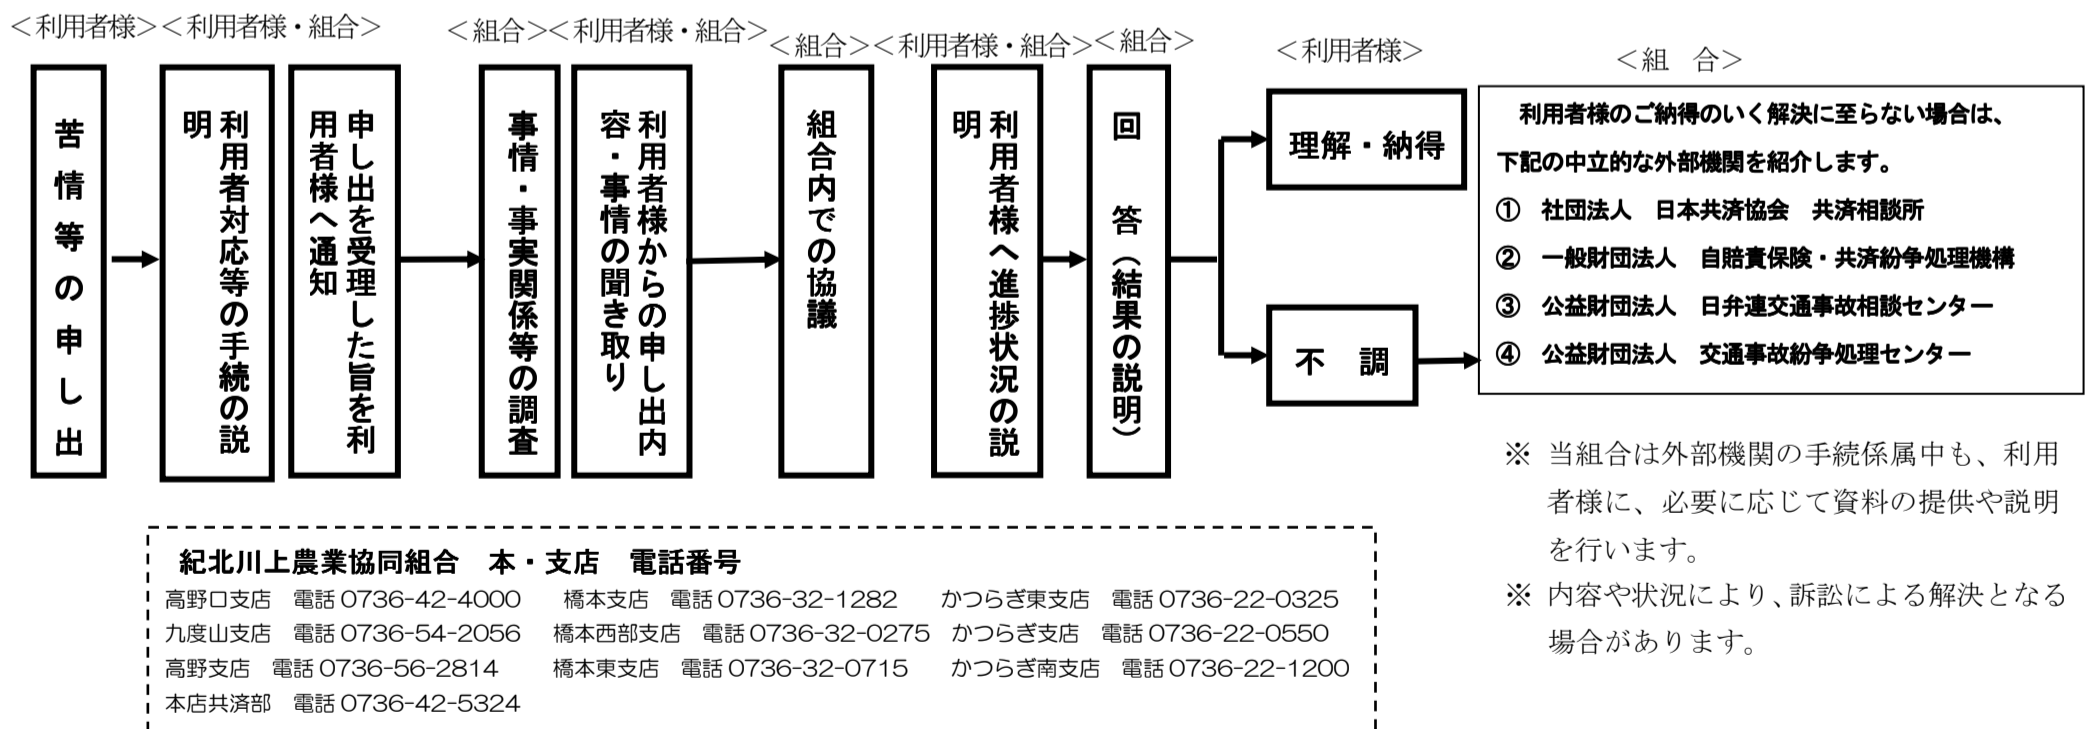 ＜利用者様＞
＜利用者様・組合＞
＜組合＞
＜利用者様・組合＞
＜組合＞
＜利用者様・組合＞
＜組合＞
＜利用者様＞
＜組　合＞
苦情等の申し出
利用者対応等の手続の説
明
申し出を受理した旨を利
用者様へ通知
事情・事実関係等の調査
利用者様からの申し出内
容・事情の聞き取り
組合内での協議
利用者様へ進捗状況の説
明
回　答（結果の説明）
理解・納得
不　調
利用者様のご納得のいく解決に至らない場合は、
下記の中立的な外部機関を紹介します。
①　社団法人　日本共済協会　共済相談所
②　一般財団法人　自賠責保険・共済紛争処理機構
③　公益財団法人　日弁連交通事故相談センター
④　公益財団法人　交通事故紛争処理センター
※ 当組合は外部機関の手続係属中も、利用
者様に、必要に応じて資料の提供や説明
を行います。
※ 内容や状況により、訴訟による解決となる
場合があります。
紀北川上農業協同組合　本・支店　電話番号
高野口支店　電話 0736-42-4000　橋本支店　電話 0736-32-1282　かつらぎ東支店　電話 0736-22-0325
九度山支店　電話 0736-54-2056　橋本西部支店　電話 0736-32-0275　かつらぎ支店　電話 0736-22-0550
高野支店　電話 0736-56-2814　橋本東支店　電話 0736-32-0715　かつらぎ南支店　電話 0736-22-1200
本店共済部　電話 0736-42-5324